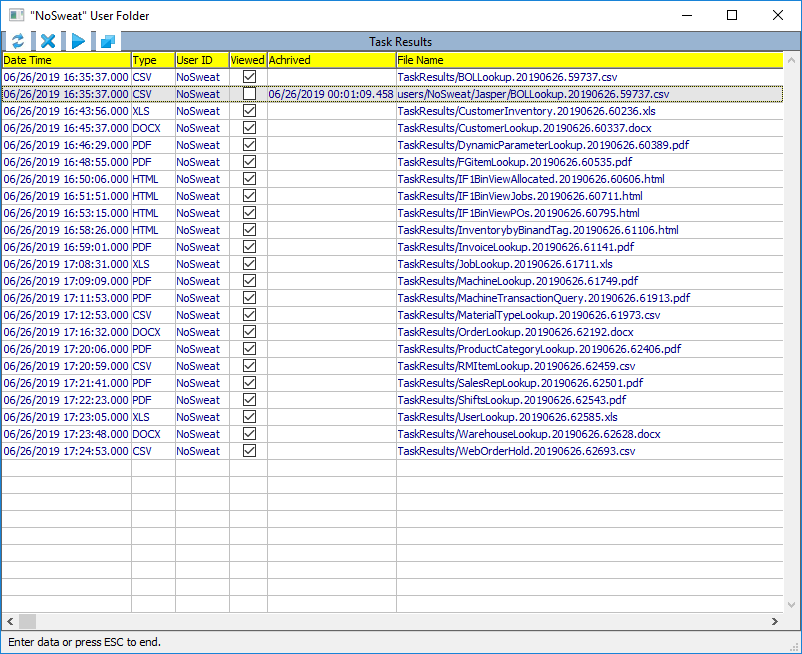 "NoSweat" User Folder
Task Results
Date Time Type User ID Viewed Achrived File Name
06/26/2019 16:35:37.000 CSV NoSweat TaskResults/BOLLookup.20190626.59737.csv
06/26/2019 16:35:37.000 CSV NoSweat 06/26/2019 00:01:09.458 users/NoSweat/Jasper/BOLLookup.20190626.59737.csv
06/26/2019 16:43:56.000 XLS NoSweat TaskResults/CustomerInventory.20190626.60236.xls
06/26/2019 16:45:37.000 DOCX NoSweat TaskResults/CustomerLookup.20190626.60337.docx
06/26/2019 16:46:29.000 PDF NoSweat TaskResults/DynamicParameterLookup.20190626.60389.pdf
06/26/2019 16:48:55.000 PDF NoSweat TaskResults/FGitemLookup.20190626.60535.pdf
06/26/2019 16:50:06.000 HTML NoSweat TaskResults/IF1BinViewAllocated.20190626.60606.html
06/26/2019 16:51:51.000 HTML NoSweat TaskResults/IF1BinViewJobs.20190626.60711.html
06/26/2019 16:53:15.000 HTML NoSweat TaskResults/IF1BinViewPOs.20190626.60795.html
06/26/2019 16:58:26.000 HTML NoSweat TaskResults/InventorybyBinandTag.20190626.61106.html
06/26/2019 16:59:01.000 PDF NoSweat TaskResults/InvoiceLookup.20190626.61141.pdf
06/26/2019 17:08:31.000 XLS NoSweat TaskResults/JobLookup.20190626.61711.xls
06/26/2019 17:09:09.000 PDF NoSweat TaskResults/MachineLookup.20190626.61749.pdf
06/26/2019 17:11:53.000 PDF NoSweat TaskResults/MachineTransactionQuery.20190626.61913.pdf
06/26/2019 17:12:53.000 CSV NoSweat TaskResults/MaterialTypeLookup.20190626.61973.csv
06/26/2019 17:16:32.000 DOCX NoSweat TaskResults/OrderLookup.20190626.62192.docx
06/26/2019 17:20:06.000 PDF NoSweat TaskResults/ProductCategoryLookup.20190626.62406.pdf
06/26/2019 17:20:59.000 CSV NoSweat TaskResults/RMItemLookup.20190626.62459.csv
06/26/2019 17:21:41.000 PDF NoSweat TaskResults/SalesRepLookup.20190626.62501.pdf
06/26/2019 17:22:23.000 PDF NoSweat TaskResults/ShiftsLookup.20190626.62543.pdf
06/26/2019 17:23:05.000 XLS NoSweat TaskResults/UserLookup.20190626.62585.xls
06/26/2019 17:23:48.000 DOCX NoSweat TaskResults/WarehouseLookup.20190626.62628.docx
06/26/2019 17:24:53.000 CSV NoSweat TaskResults/WebOrderHold.20190626.62693.csv
Enter data or press ESC to end.